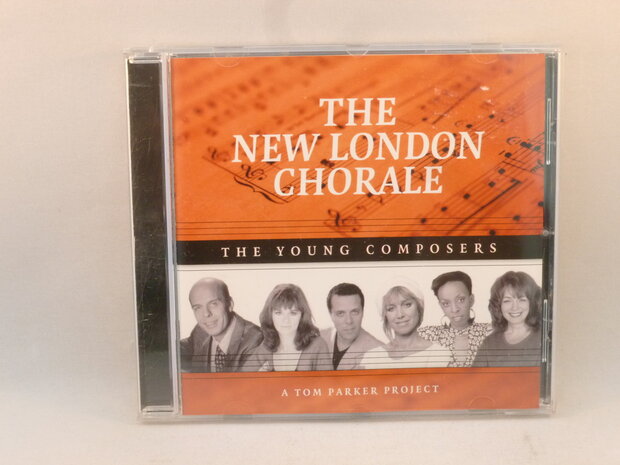 THE
NEW LONDON
CHORALE
THE YOUNG COMPOSERS
A TOM PARKER PROJECT